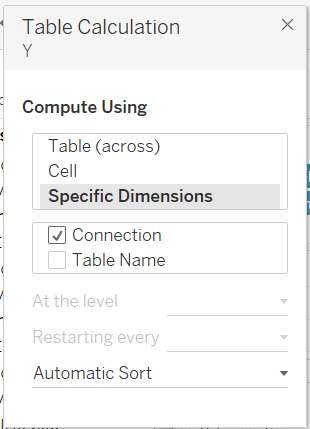 Table Calculation
Y
Compute Using
Table (across)
Cell
Specific Dimensions
Connection
Table Name
At the level
Restarting every
Automatic Sort